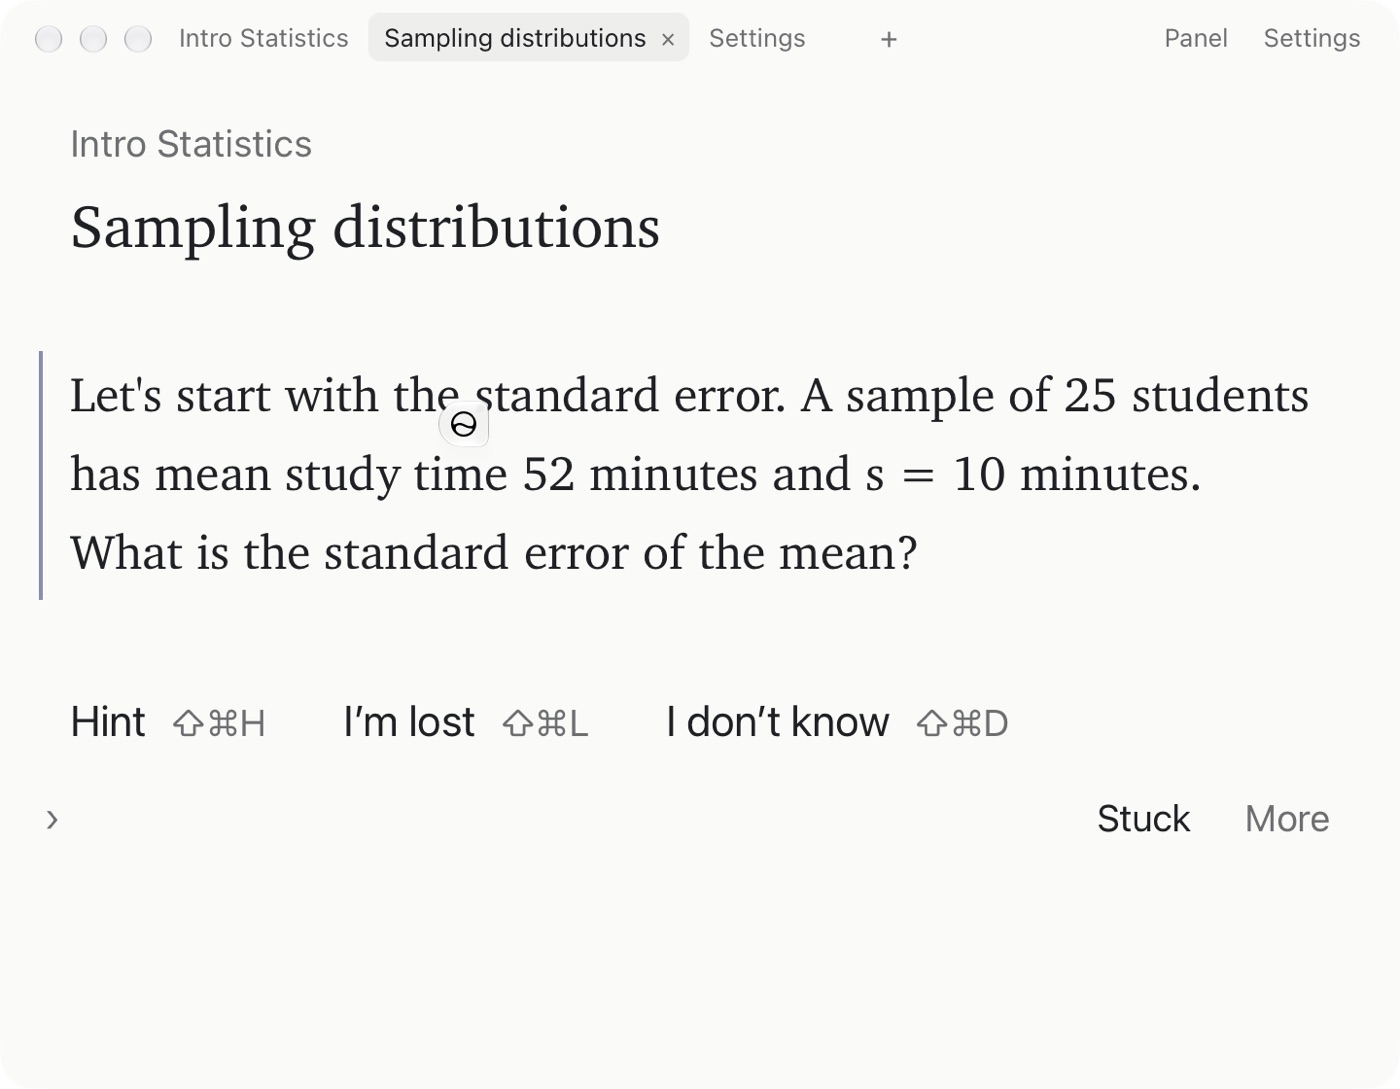 Intro Statistics Sampling distributions × Settings + Panel Settings
Intro Statistics
Sampling distributions
Let's start with the standard error. A sample of 25 students
has mean study time 52 minutes and s = 10 minutes.
What is the standard error of the mean?
Hint ⇧⌘H I’m lost ⇧⌘L I don’t know ⇧⌘D
› Stuck More